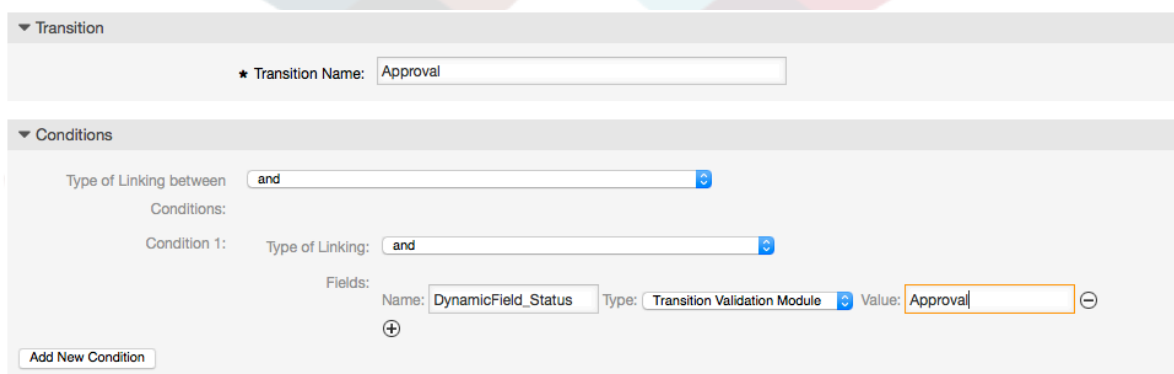 Transition
★ Transition Name: Approval
Conditions
Type of Linking between Conditions: and
Condition 1: Type of Linking: and
Fields:
Name: DynamicField_Status Type: Transition Validation Module Value: Approval
Add New Condition